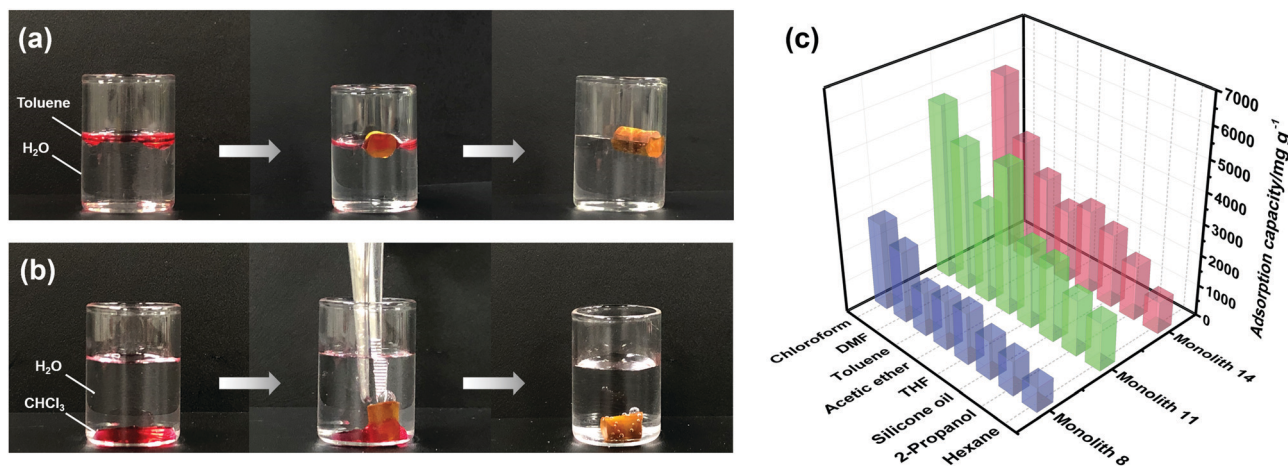 (a)
Toluene
H₂O
(b)
H₂O
CHCl₃
(c)
7000
6000
5000
4000
3000
2000
1000
0
Adsorption capacity/mg g⁻¹
Chloroform
DMF
Toluene
Acetic ether
THF
Silicone oil
2-Propanol
Hexane
Monolith 8
Monolith 11
Monolith 14